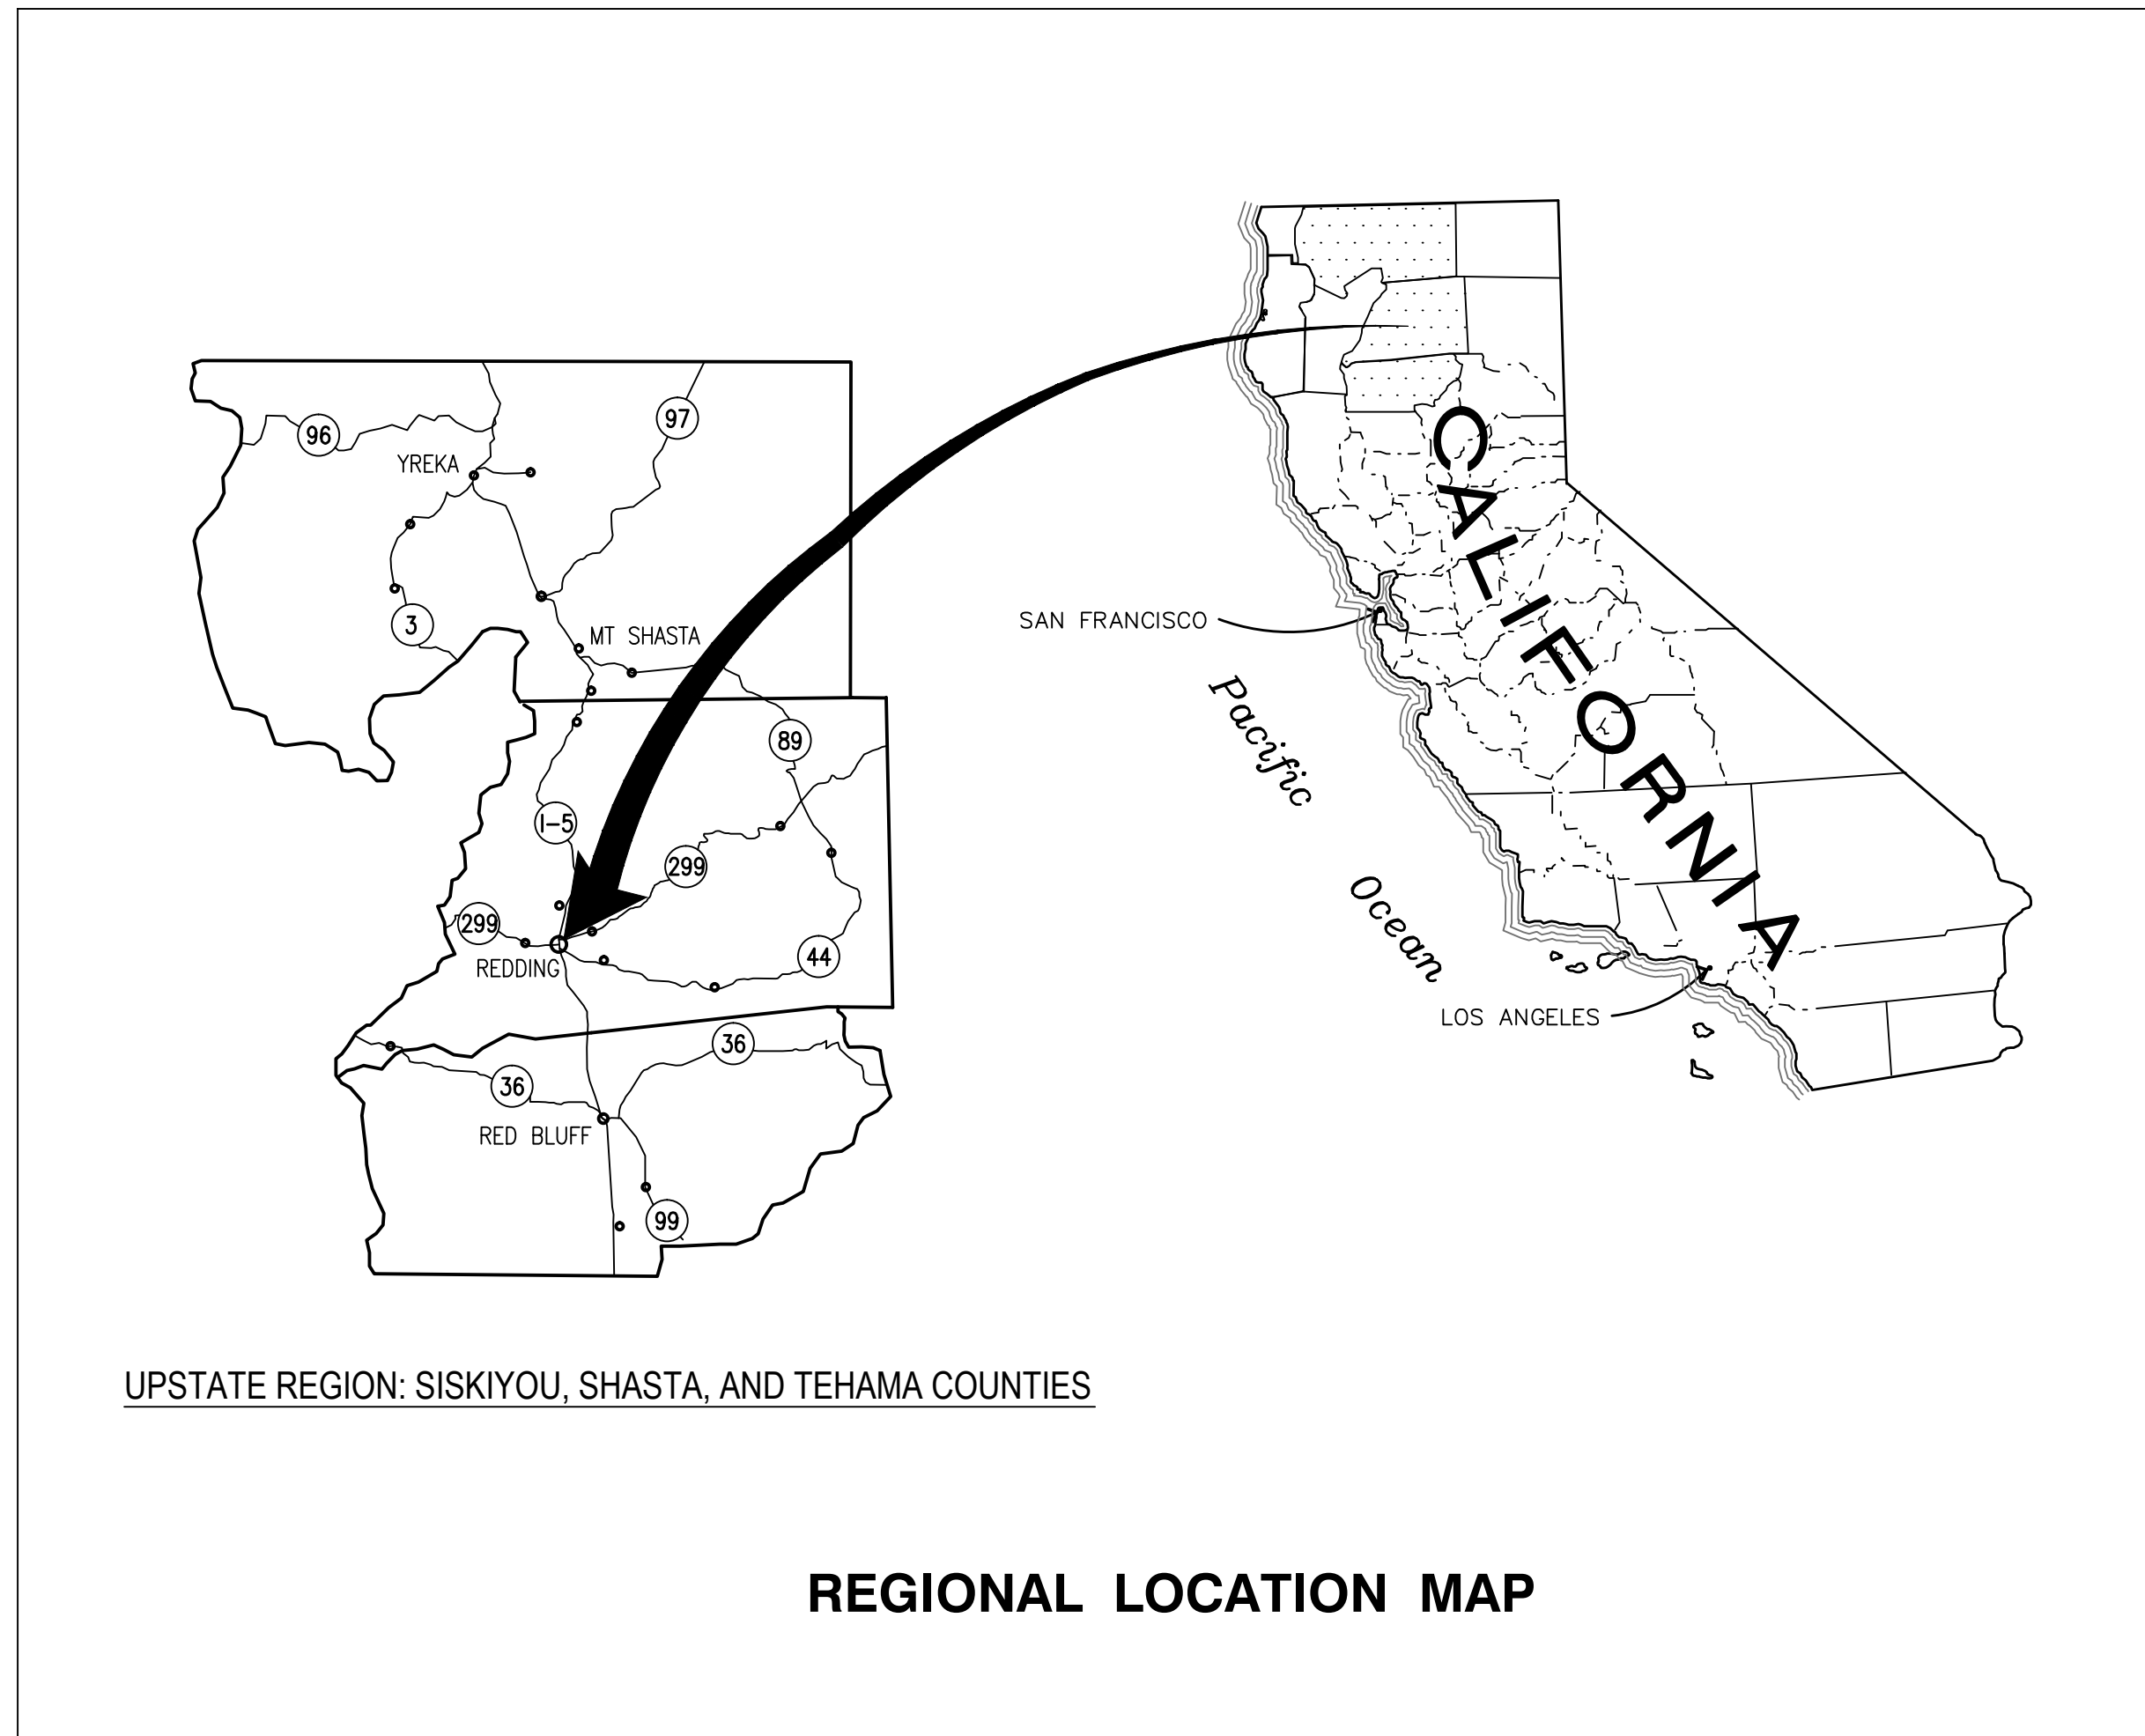 97
96
YREKA
3
MT SHASTA
89
I-5
299
299
REDDING
44
36
36
RED BLUFF
99
CALIFORNIA
SAN FRANCISCO
Pacific
Ocean
LOS ANGELES
UPSTATE REGION: SISKIYOU, SHASTA, AND TEHAMA COUNTIES
REGIONAL LOCATION MAP